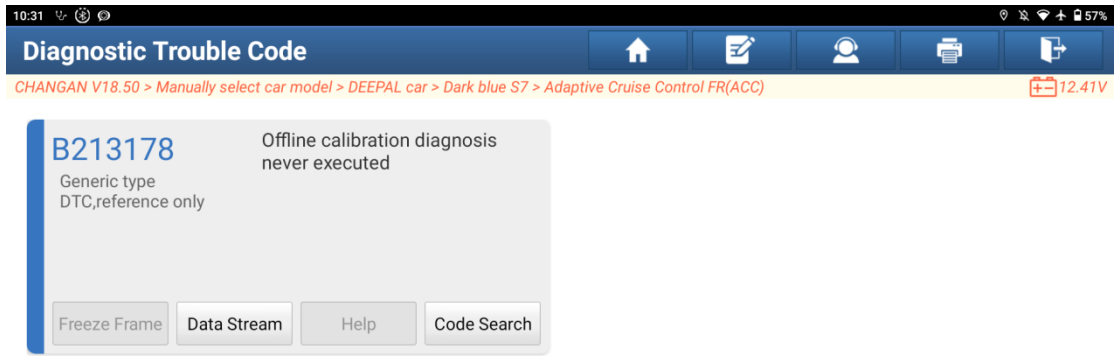 10:31 57%
Diagnostic Trouble Code
CHANGAN V18.50 > Manually select car model > DEEPAL car > Dark blue S7 > Adaptive Cruise Control FR(ACC) 12.41V
B213178 Offline calibration diagnosis
never executed
Generic type
DTC,reference only
Freeze Frame Data Stream Help Code Search